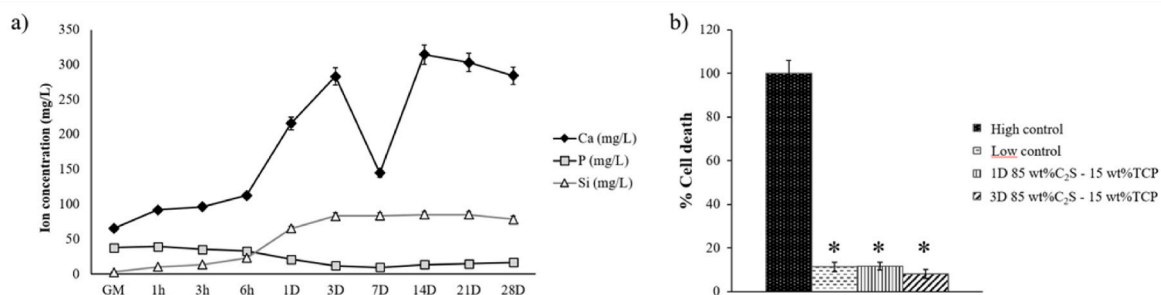 a)
350
300
250
200
150
100
50
0
Ion concentration (mg/L)
GM 1h 3h 6h 1D 3D 7D 14D 21D 28D
Ca (mg/L)
P (mg/L)
Si (mg/L)
b)
120
100
80
60
40
20
0
% Cell death
* * *
High control
Low control
1D 85 wt%C₂S - 15 wt%TCP
3D 85 wt%C₂S - 15 wt%TCP